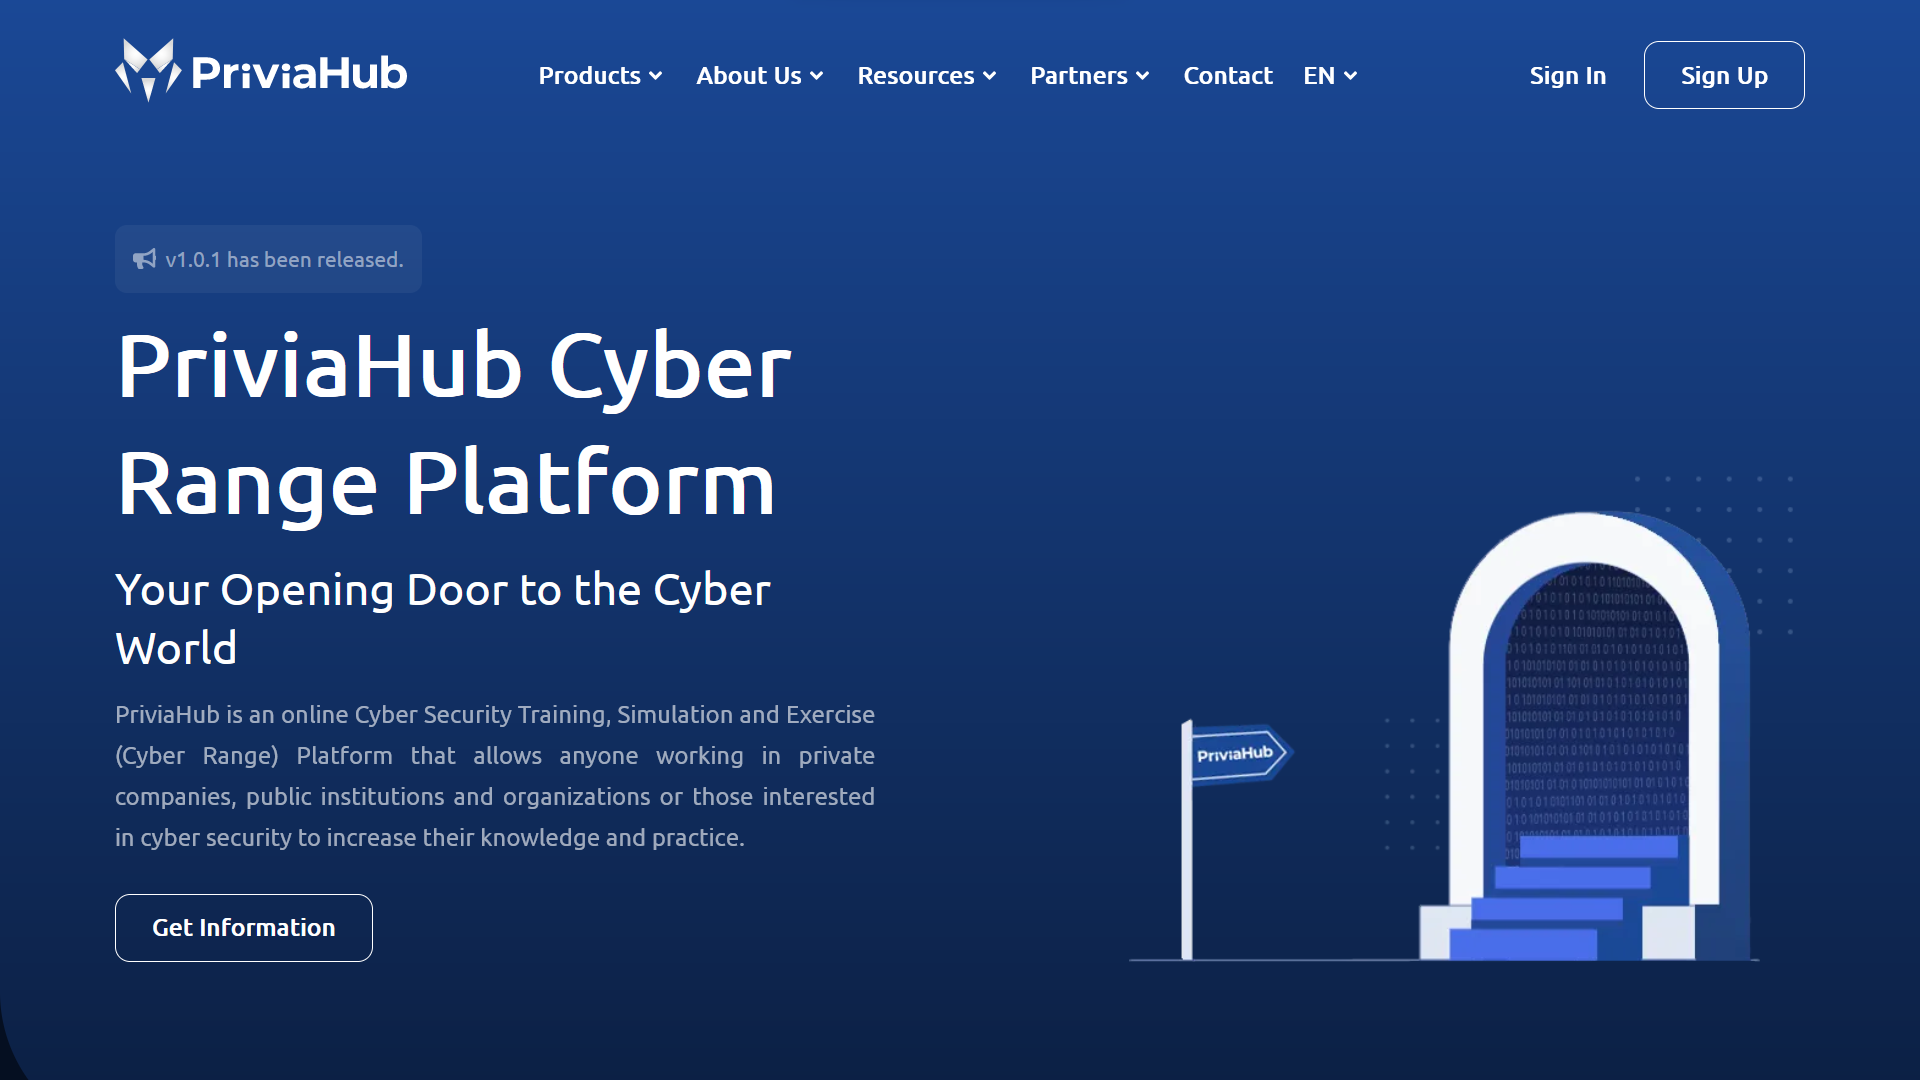 PriviaHub
Products
About Us
Resources
Partners
Contact
EN
Sign In
Sign Up
v1.0.1 has been released.
PriviaHub Cyber
Range Platform
Your Opening Door to the Cyber
World
PriviaHub is an online Cyber Security Training, Simulation and Exercise
(Cyber Range) Platform that allows anyone working in private
companies, public institutions and organizations or those interested
in cyber security to increase their knowledge and practice.
Get Information
PriviaHub